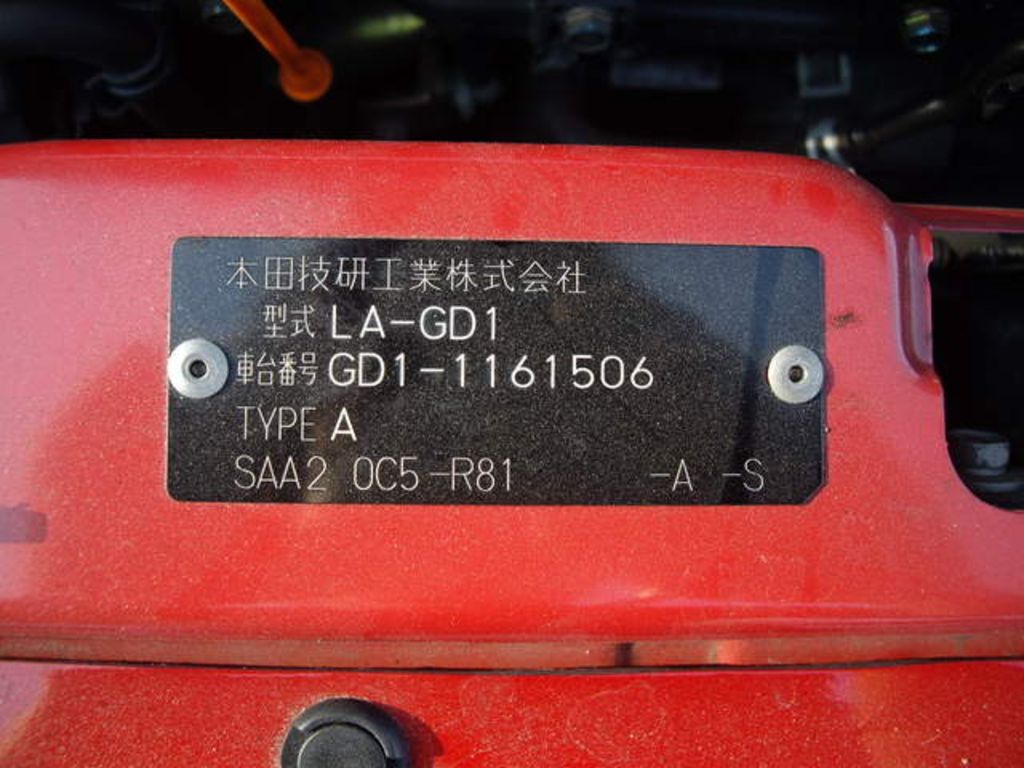 本田技研工業株式会社
型式 LA-GD1
車台番号 GD1-1161506
TYPE A
SAA2 0C5-R81 -A -S